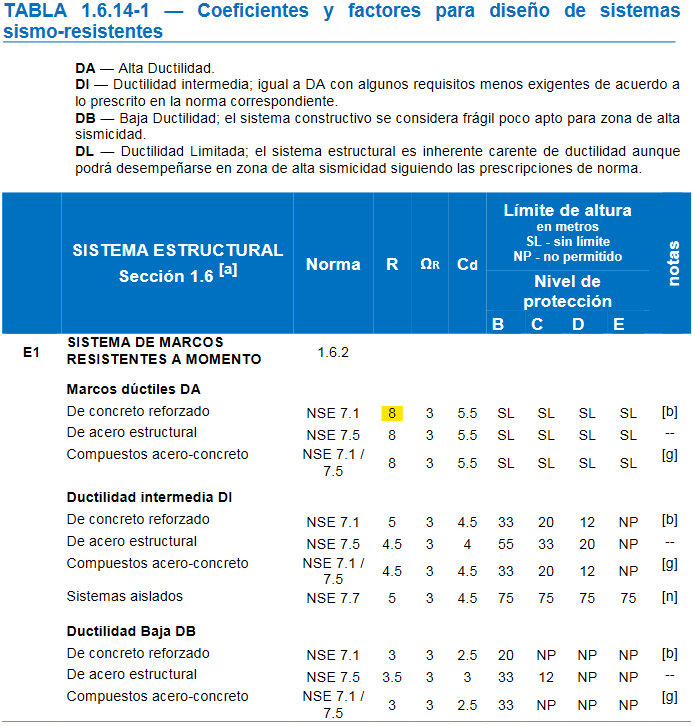 TABLA 1.6.14-1 — Coeficientes y factores para diseño de sistemas
sismo-resistentes
DA — Alta Ductilidad.
DI — Ductilidad intermedia; igual a DA con algunos requisitos menos exigentes de acuerdo a
lo prescrito en la norma correspondiente.
DB — Baja Ductilidad; el sistema constructivo se considera frágil poco apto para zona de alta
sismicidad.
DL — Ductilidad Limitada; el sistema estructural es inherente carente de ductilidad aunque
podrá desempeñarse en zona de alta sismicidad siguiendo las prescripciones de norma.
SISTEMA ESTRUCTURAL
Sección 1.6 [a]
Norma
R
ΩR
Cd
Límite de altura
en metros
SL - sin límite
NP - no permitido
Nivel de
protección
B C D E
notas
E1 SISTEMA DE MARCOS
RESISTENTES A MOMENTO 1.6.2
Marcos dúctiles DA
De concreto reforzado NSE 7.1 8 3 5.5 SL SL SL SL [b]
De acero estructural NSE 7.5 8 3 5.5 SL SL SL SL --
Compuestos acero-concreto NSE 7.1 /
7.5 8 3 5.5 SL SL SL SL [g]
Ductilidad intermedia DI
De concreto reforzado NSE 7.1 5 3 4.5 33 20 12 NP [b]
De acero estructural NSE 7.5 4.5 3 4 55 33 20 NP --
Compuestos acero-concreto NSE 7.1 /
7.5 4.5 3 4.5 33 20 12 NP [g]
Sistemas aislados NSE 7.7 5 3 4.5 75 75 75 75 [n]
Ductilidad Baja DB
De concreto reforzado NSE 7.1 3 3 2.5 20 NP NP NP [b]
De acero estructural NSE 7.5 3.5 3 3 33 12 NP NP --
Compuestos acero-concreto NSE 7.1 /
7.5 3 3 2.5 33 NP NP NP [g]